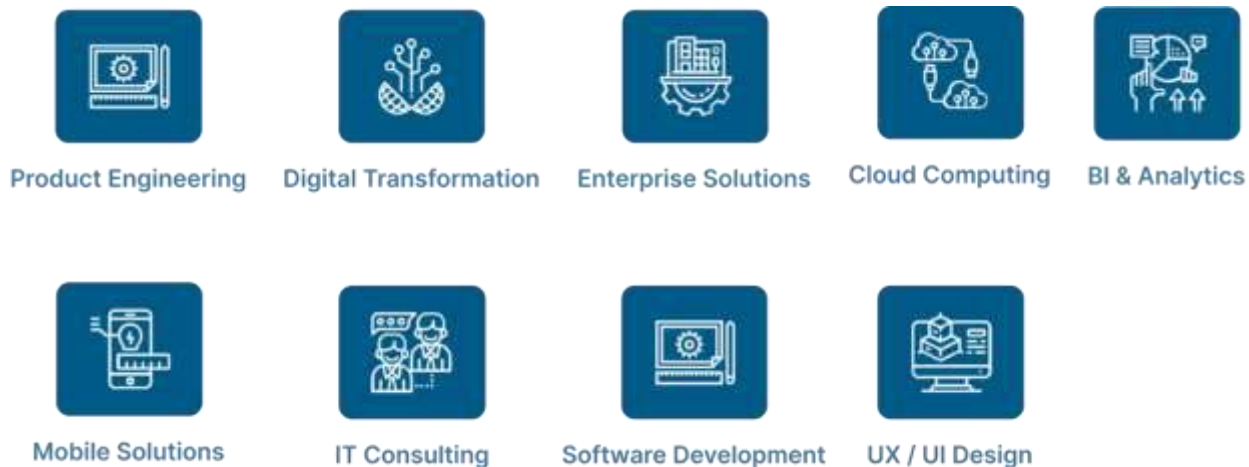 Product Engineering
Digital Transformation
Enterprise Solutions
Cloud Computing
BI & Analytics
Mobile Solutions
IT Consulting
Software Development
UX / UI Design